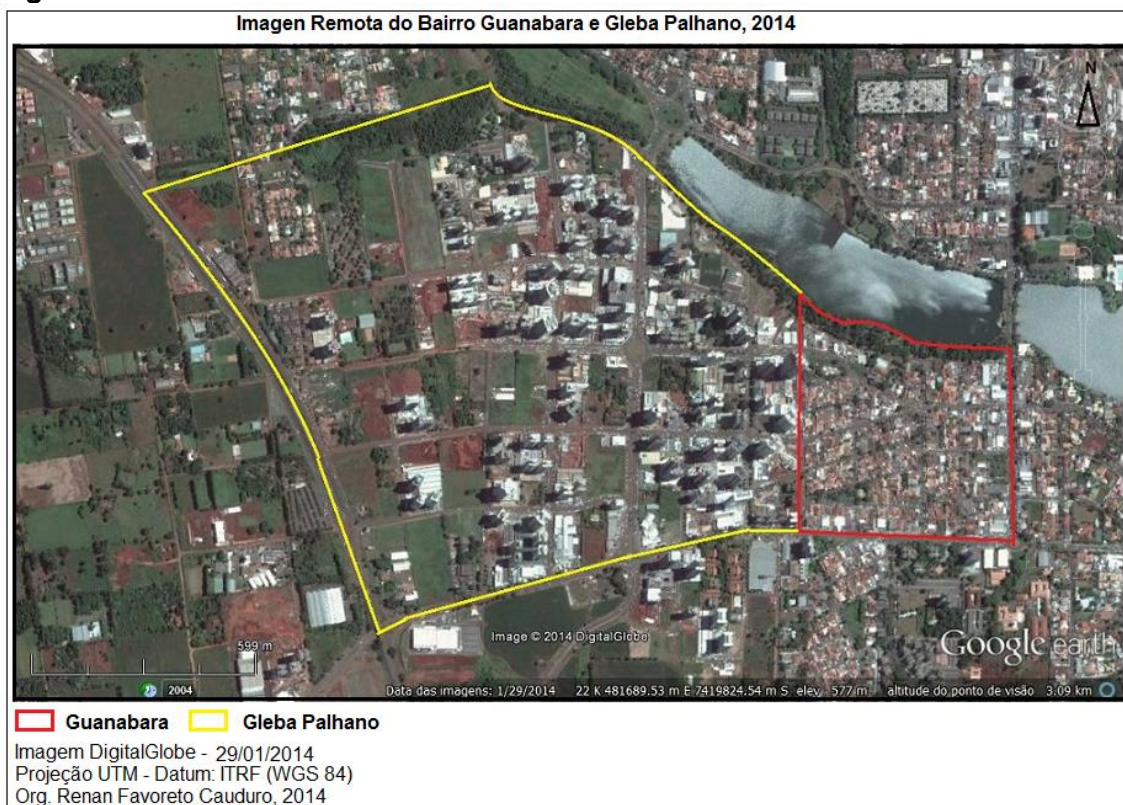 Imagen Remota do Bairro Guanabara e Gleba Palhano, 2014
N
599 m
Image © 2014 DigitalGlobe
Google earth
2004
Data das imagens: 1/29/2014 22 K 481689.53 m E 7419824.54 m S elev 577 m altitude do ponto de visão 3.09 km
Guanabara Gleba Palhano
Imagem DigitalGlobe - 29/01/2014
Projeção UTM - Datum: ITRF (WGS 84)
Org. Renan Favoreto Cauduro, 2014